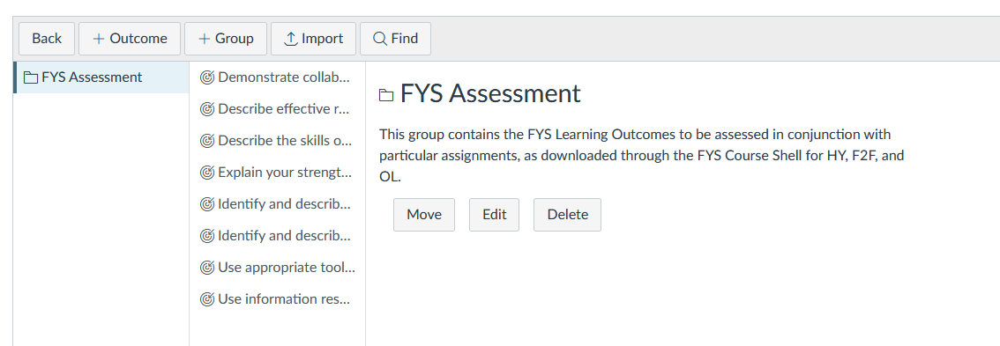 Back + Outcome + Group Import Find
FYS Assessment
Demonstrate collab...
Describe effective r...
Describe the skills o...
Explain your strengt...
Identify and describ...
Identify and describ...
Use appropriate tool...
Use information res...
FYS Assessment
This group contains the FYS Learning Outcomes to be assessed in conjunction with
particular assignments, as downloaded through the FYS Course Shell for HY, F2F, and
OL.
Move Edit Delete